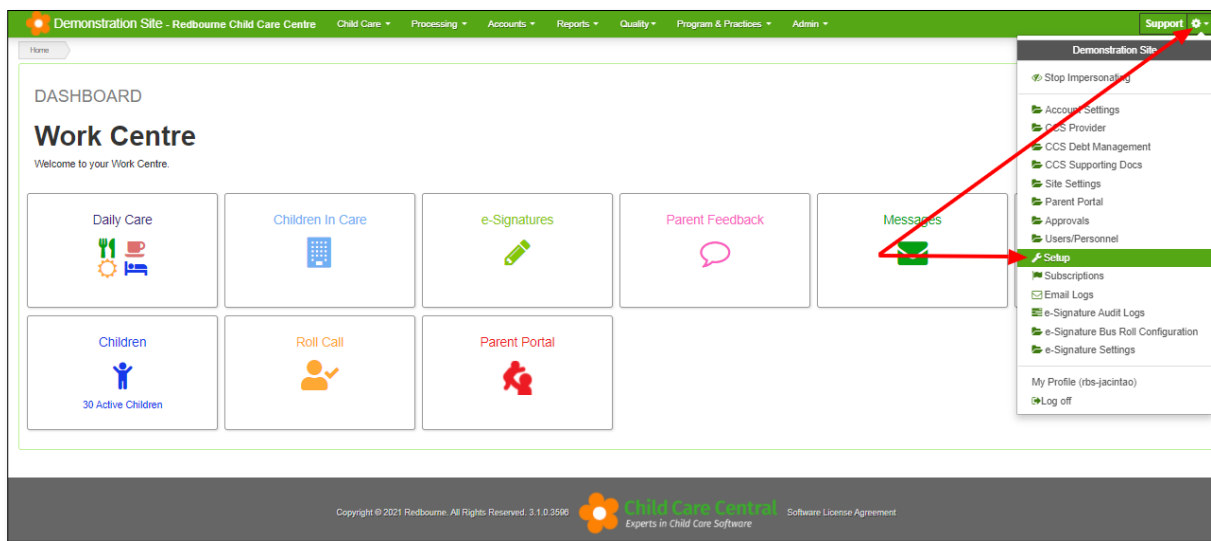 Demonstration Site - Redbourne Child Care Centre Child Care Processing Accounts Reports Quality Program & Practices Admin Support
Home
Demonstration Site
Stop Impersonating
DASHBOARD
Work Centre
Welcome to your Work Centre.
Account Settings
CCS Provider
CCS Debt Management
CCS Supporting Docs
Site Settings
Parent Portal
Approvals
Users/Personnel
Setup
Subscriptions
Email Logs
e-Signature Audit Logs
e-Signature Bus Roll Configuration
e-Signature Settings
My Profile (rbs-jacintao)
Log off
Daily Care
Children In Care
e-Signatures
Parent Feedback
Messages
Children
30 Active Children
Roll Call
Parent Portal
Copyright © 2021 Redbourne. All Rights Reserved. 3.1.0.3596
Child Care Central
Experts in Child Care Software
Software License Agreement